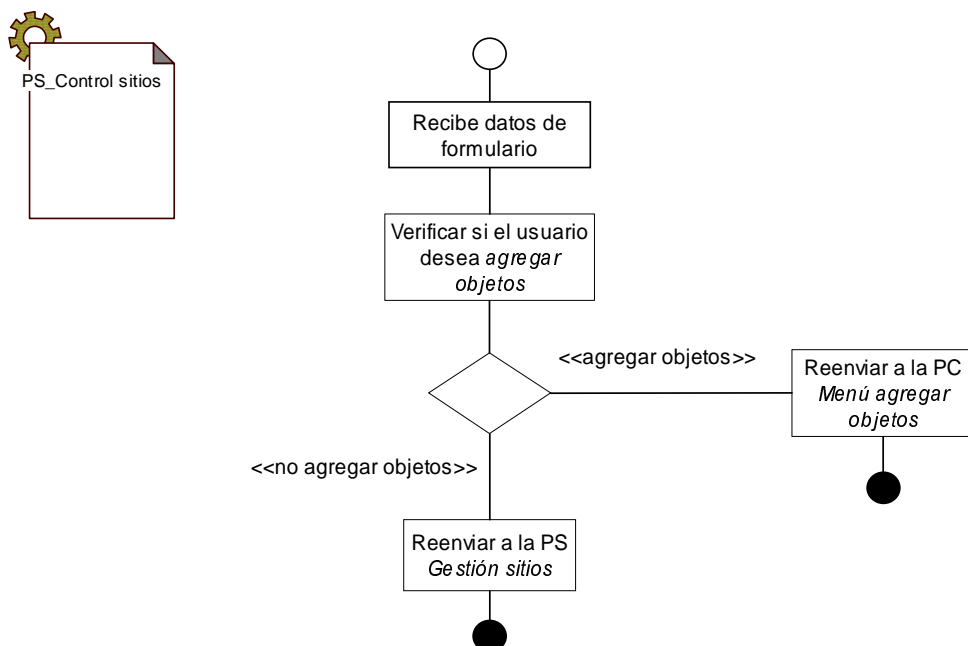 PS_Control sitios
Recibe datos de
formulario
Verificar si el usuario
desea agregar
objetos
<<agregar objetos>>
Reenviar a la PC
Menú agregar
objetos
<<no agregar objetos>>
Reenviar a la PS
Gestión sitios